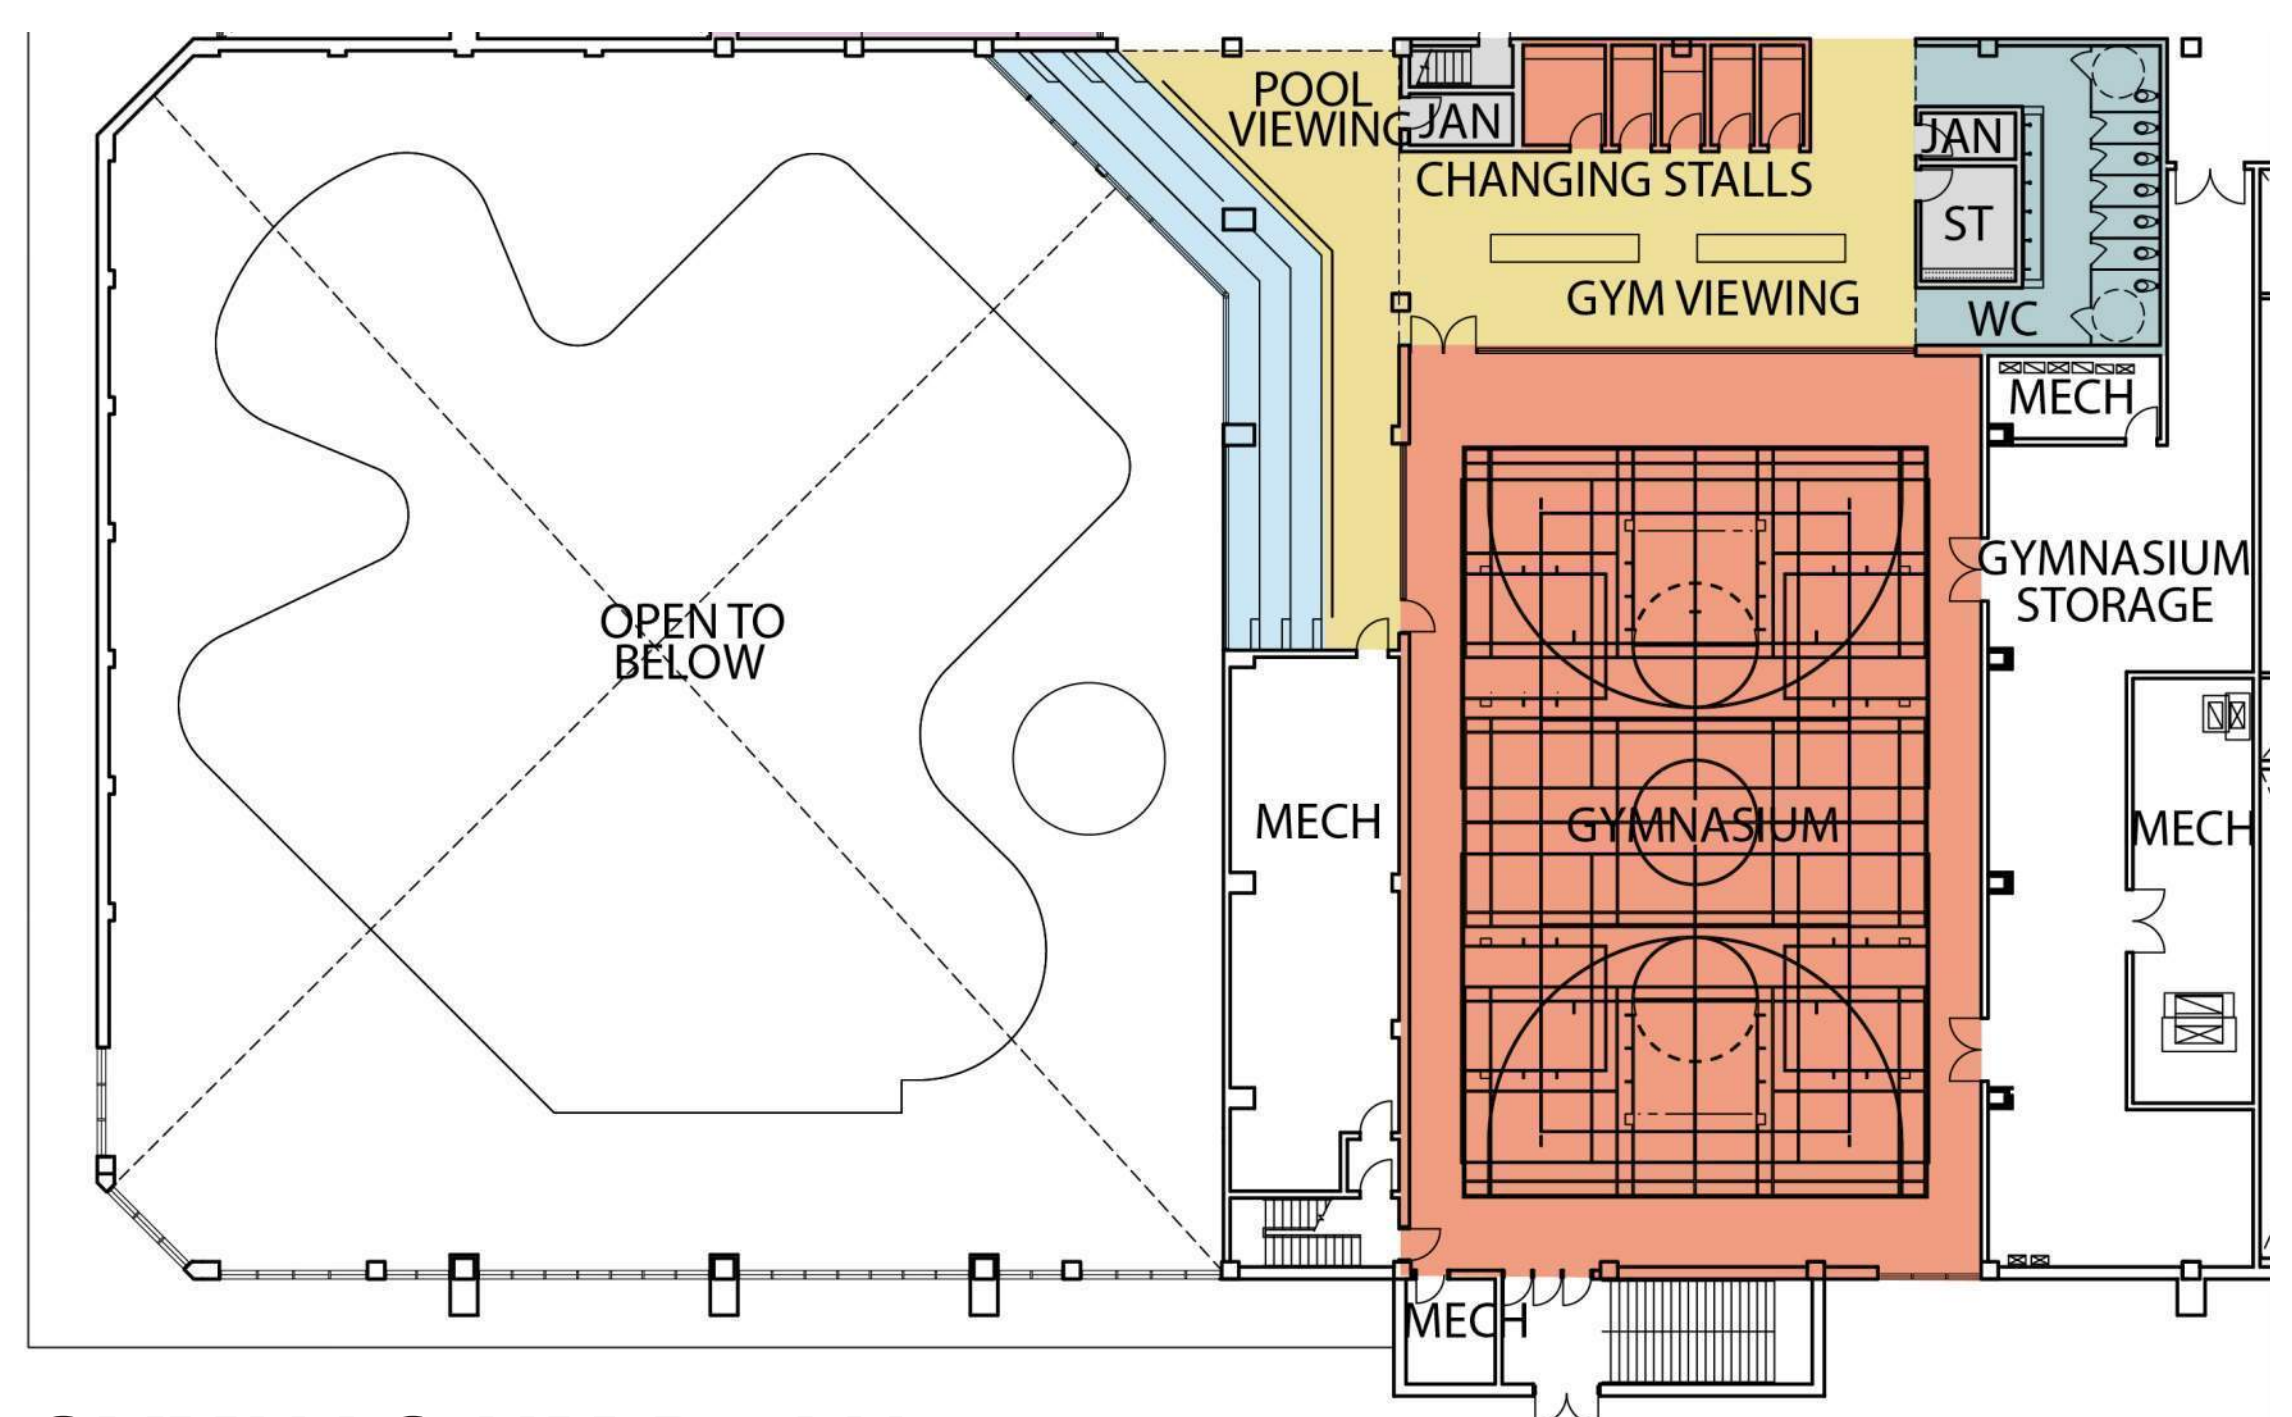 POOL
VIEWING
JAN
JAN
CHANGING STALLS
ST
GYM VIEWING
WC
MECH
GYMNASIUM
STORAGE
OPEN TO
BELOW
MECH
GYMNASIUM
MECH
MECH